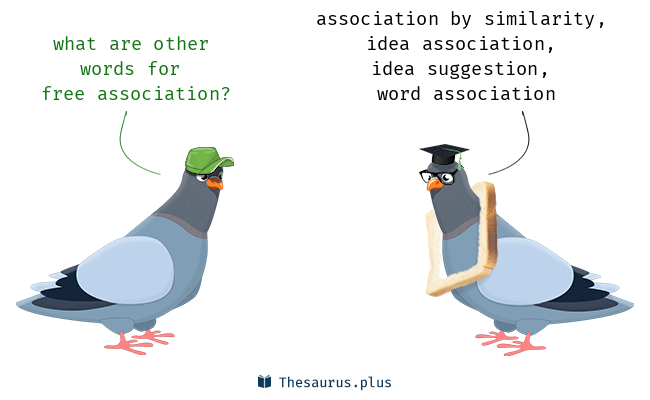 what are other
words for
free association?
association by similarity,
idea association,
idea suggestion,
word association
Thesaurus.plus